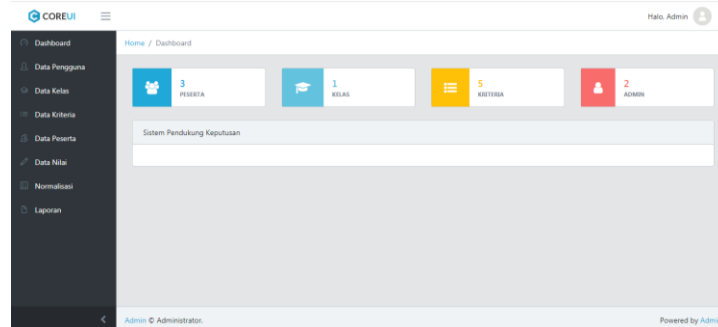 COREUI
Halo, Admin
Dashboard
Data Pengguna
Data Kelas
Data Kriteria
Data Peserta
Data Nilai
Normalisasi
Laporan
Home / Dashboard
3
PESERTA
1
KELAS
5
KRITERIA
2
ADMIN
Sistem Pendukung Keputusan
Admin © Administrator.
Powered by Admi